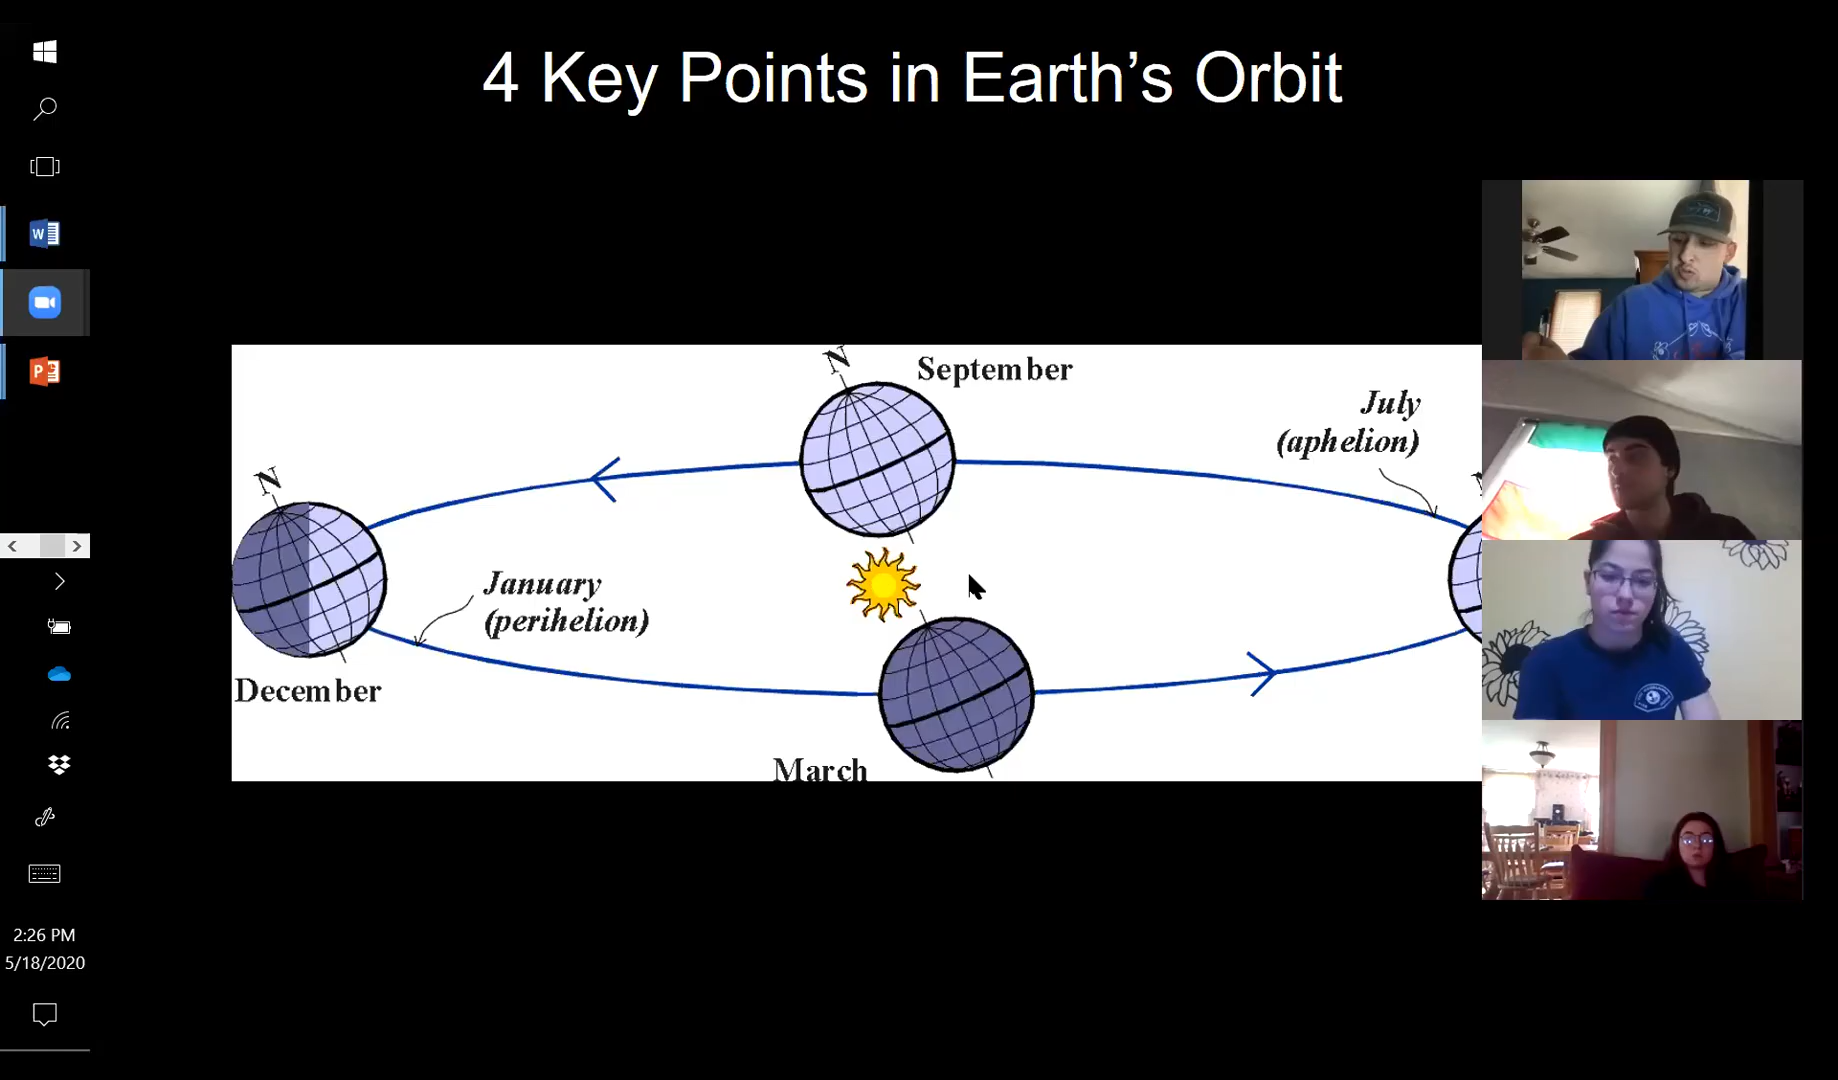 4 Key Points in Earth's Orbit
N
September
July
(aphelion)
N
January
(perihelion)
December
March
W
P
2:26 PM
5/18/2020